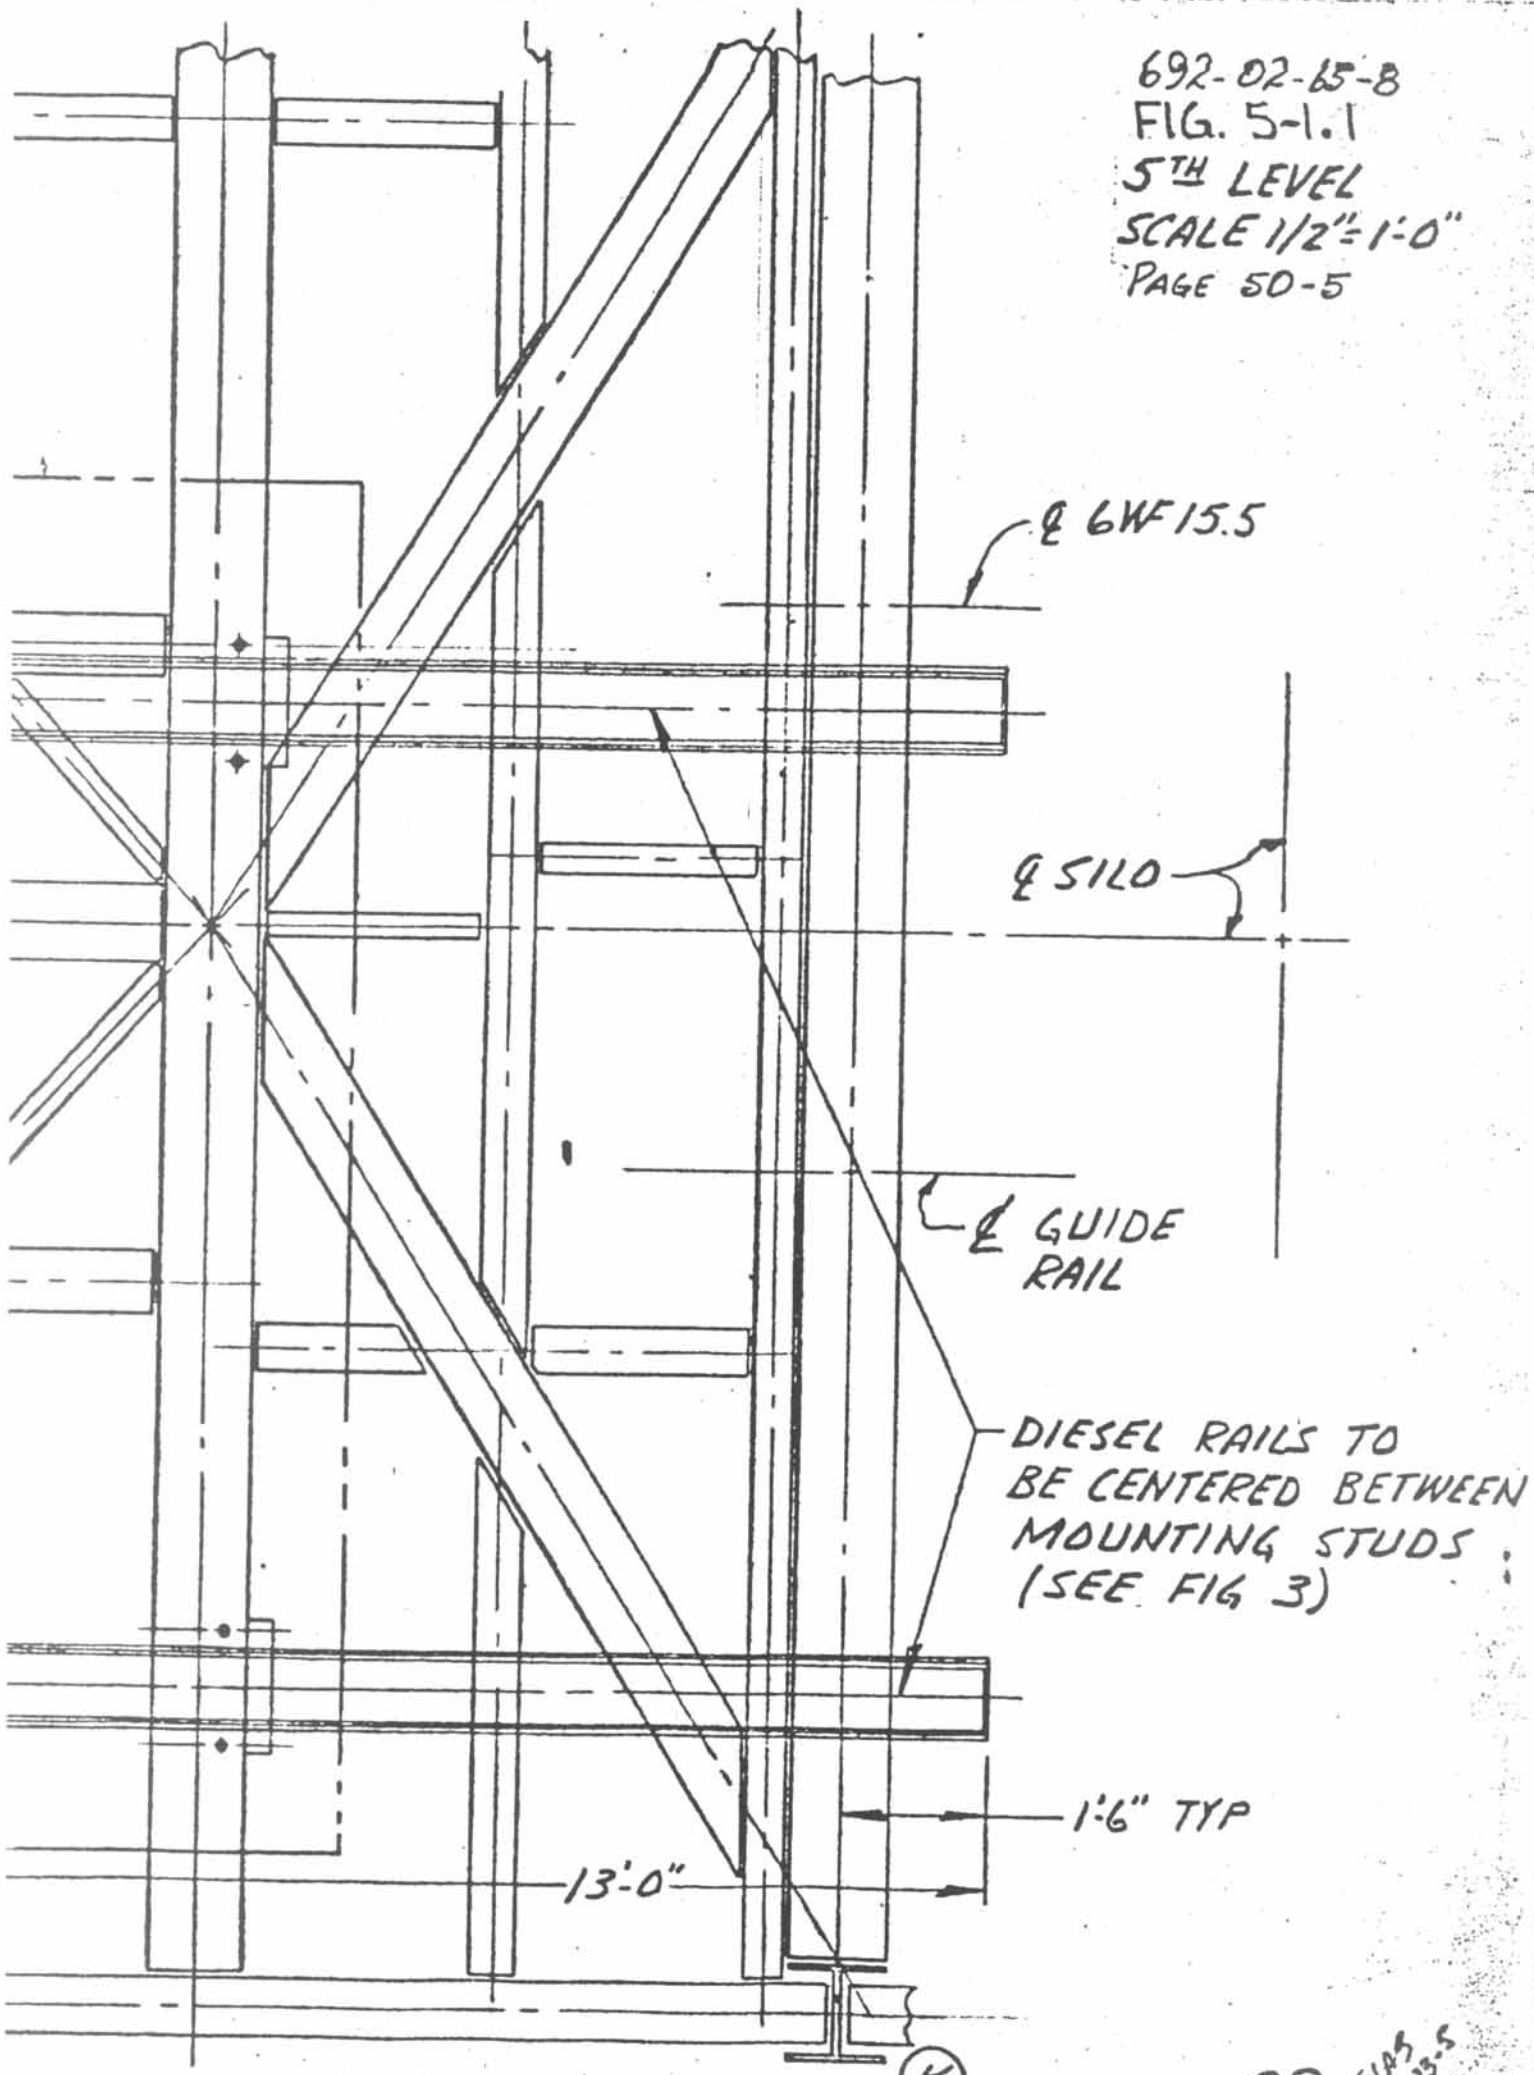 692-02-65-8
FIG. 5-1.1
5TH LEVEL
SCALE 1/2"=1'-0"
PAGE 50-5
℄ 6WF 15.5
℄ SILO
℄ GUIDE
RAIL
DIESEL RAILS TO
BE CENTERED BETWEEN
MOUNTING STUDS
(SEE FIG 3)
1'-6" TYP
13'-0"